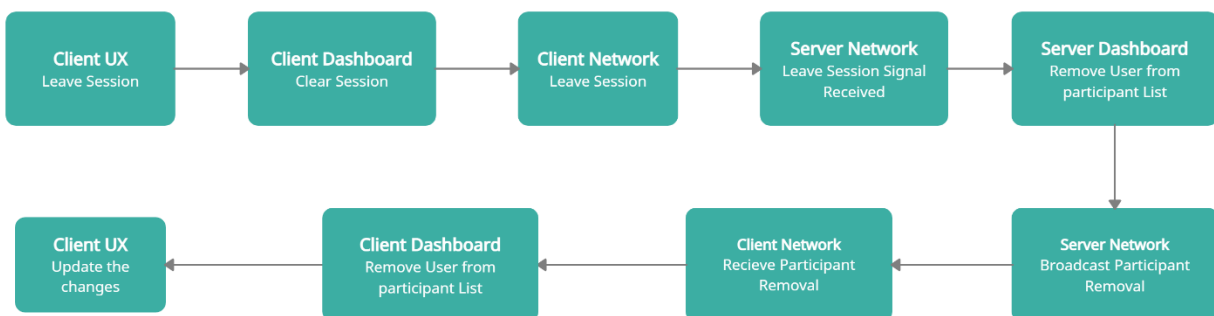 Client UX
Leave Session
Client Dashboard
Clear Session
Client Network
Leave Session
Server Network
Leave Session Signal
Received
Server Dashboard
Remove User from
participant List
Client UX
Update the
changes
Client Dashboard
Remove User from
participant List
Client Network
Recieve Participant
Removal
Server Network
Broadcast Participant
Removal